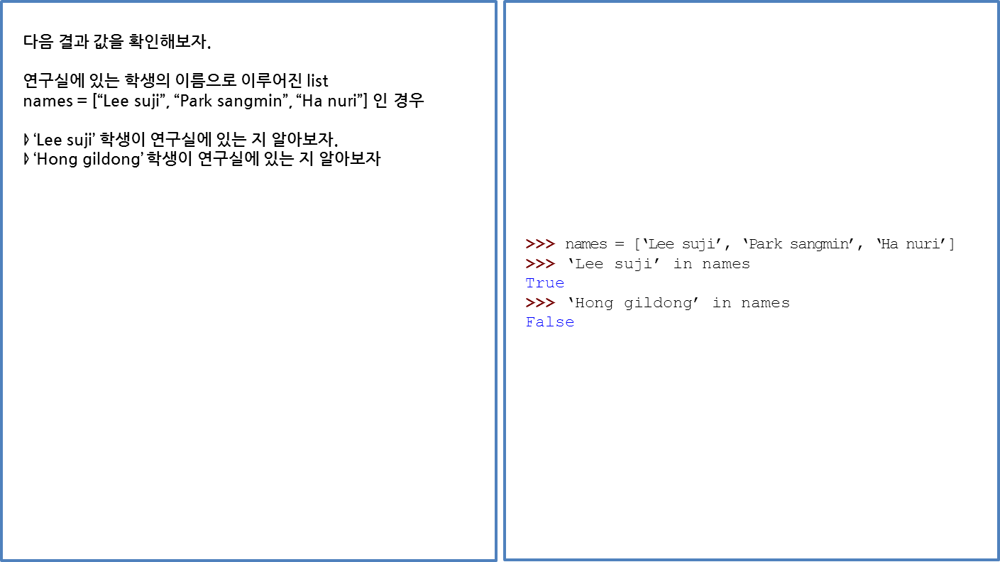 다음 결과 값을 확인해보자.
연구실에 있는 학생의 이름으로 이루어진 list
names = [“Lee suji”, “Park sangmin”, “Ha nuri”] 인 경우
▷ ‘Lee suji’ 학생이 연구실에 있는 지 알아보자.
▷ ‘Hong gildong’ 학생이 연구실에 있는 지 알아보자
>>> names = [‘Lee suji’, ‘Park sangmin’, ‘Ha nuri’]
>>> ‘Lee suji’ in names
True
>>> ‘Hong gildong’ in names
False